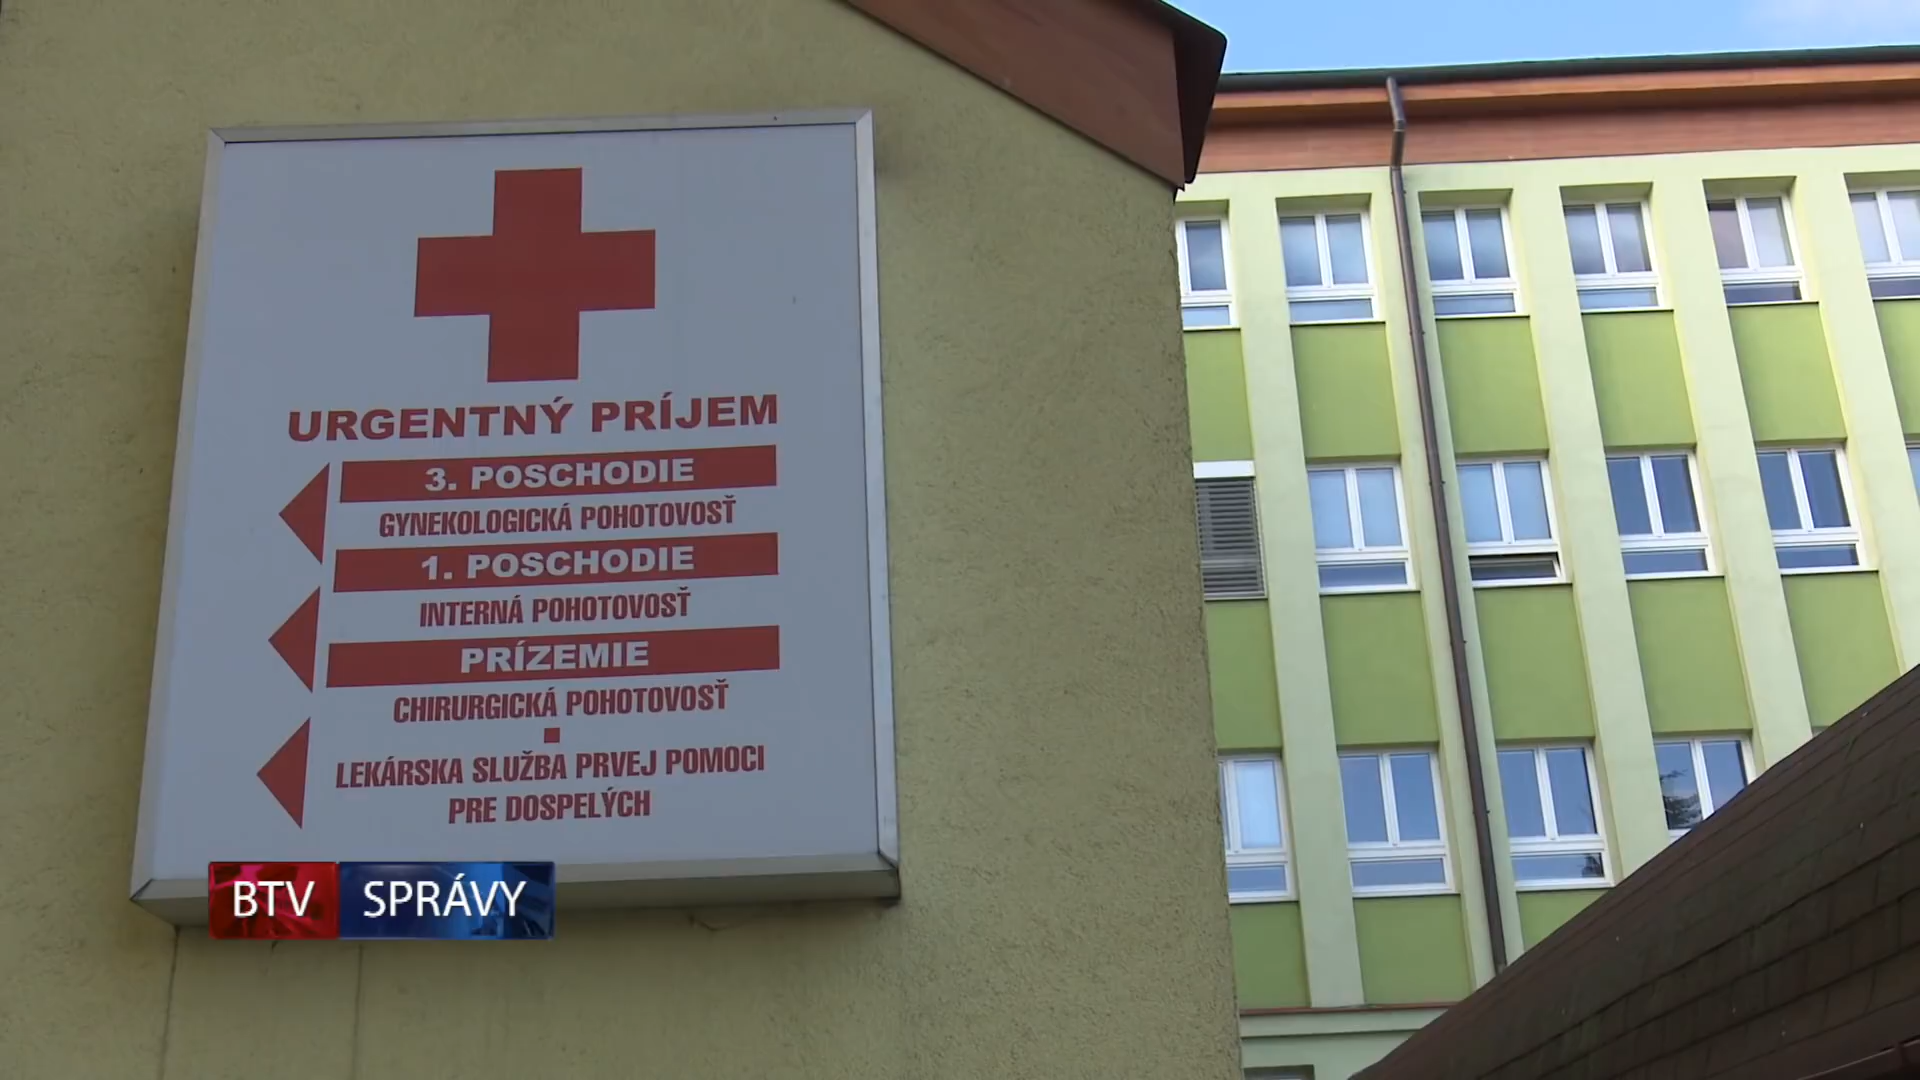 URGENTNÝ PRÍJEM
3. POSCHODIE
GYNEKOLOGICKÁ POHOTOVOSŤ
1. POSCHODIE
INTERNÁ POHOTOVOSŤ
PRÍZEMIE
CHIRURGICKÁ POHOTOVOSŤ
LEKÁRSKA SLUŽBA PRVEJ POMOCI
PRE DOSPELÝCH
BTV SPRÁVY